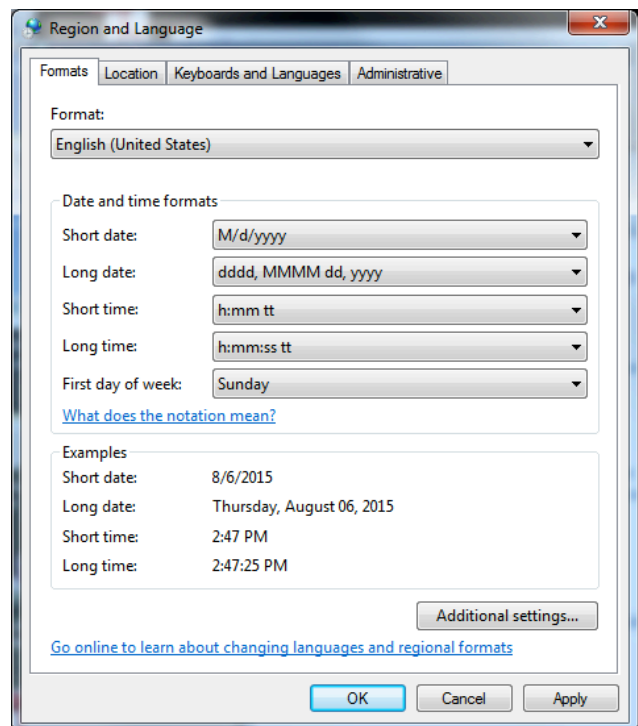 Region and Language
Formats Location Keyboards and Languages Administrative
Format:
English (United States)
Date and time formats
Short date: M/d/yyyy
Long date: dddd, MMMM dd, yyyy
Short time: h:mm tt
Long time: h:mm:ss tt
First day of week: Sunday
What does the notation mean?
Examples
Short date: 8/6/2015
Long date: Thursday, August 06, 2015
Short time: 2:47 PM
Long time: 2:47:25 PM
Additional settings...
Go online to learn about changing languages and regional formats
OK Cancel Apply